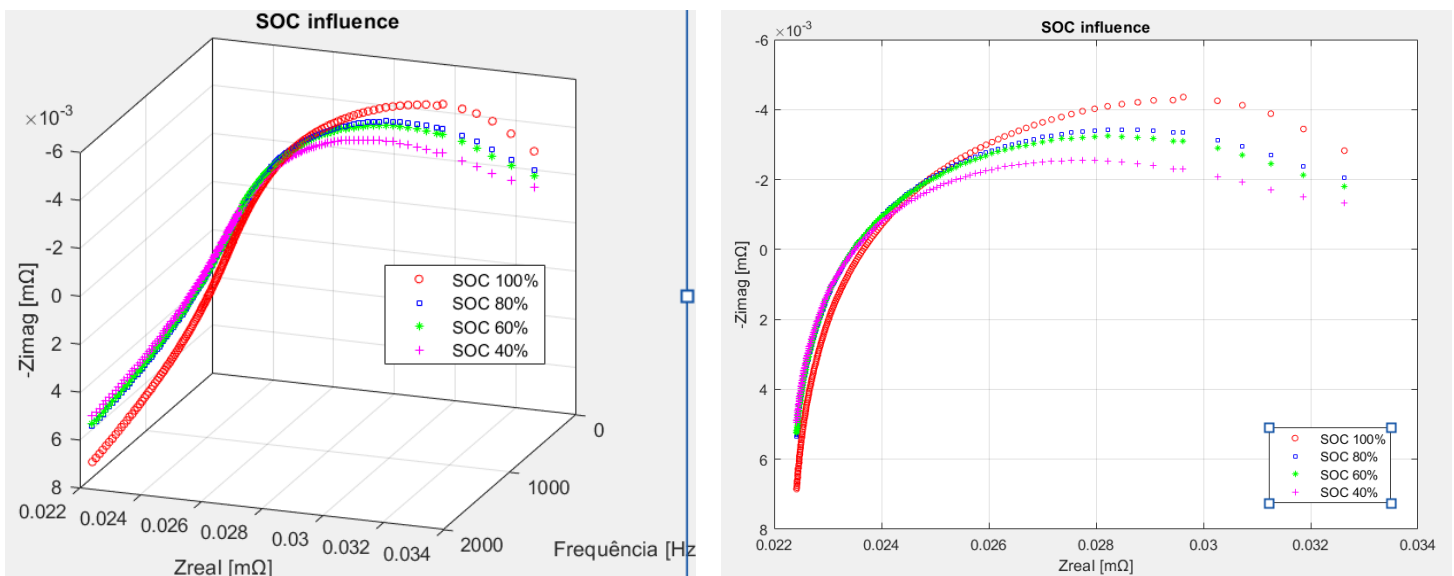 SOC influence
×10⁻³
-6
-4
-2
0
2
4
6
8
-Zimag [mΩ]
SOC 100%
SOC 80%
SOC 60%
SOC 40%
0.022
0.024
0.026
0.028
0.03
0.032
0.034
Zreal [mΩ]
0
1000
2000
Frequência [Hz
SOC influence
×10⁻³
-6
-4
-2
0
2
4
6
8
-Zimag [mΩ]
SOC 100%
SOC 80%
SOC 60%
SOC 40%
0.022
0.024
0.026
0.028
0.03
0.032
0.034
Zreal [mΩ]